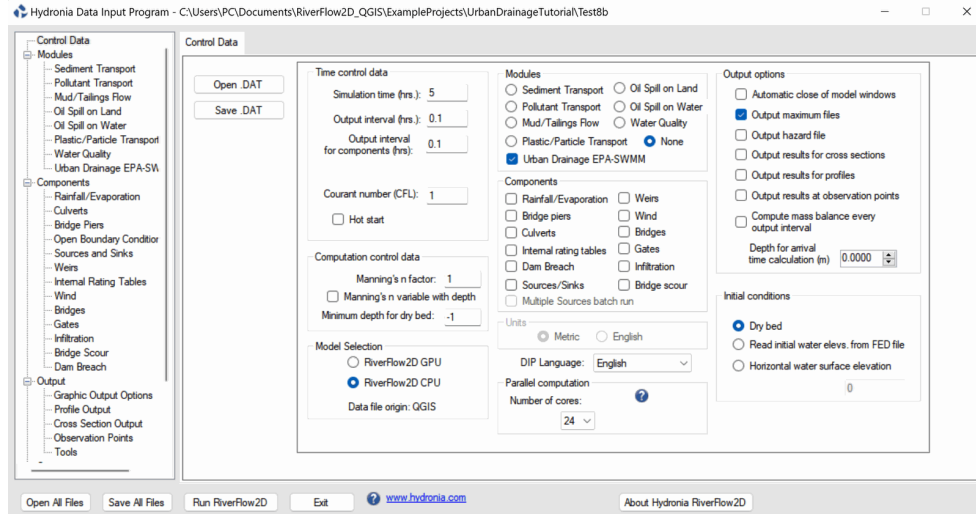 Hydronia Data Input Program - C:\Users\PC\Documents\RiverFlow2D_QGIS\ExampleProjects\UrbanDrainageTutorial\Test8b
Control Data
Modules
Sediment Transport
Pollutant Transport
Mud/Tailings Flow
Oil Spill on Land
Oil Spill on Water
Plastic/Particle Transport
Water Quality
Urban Drainage EPA-SW
Components
Rainfall/Evaporation
Culverts
Bridge Piers
Open Boundary Condition
Sources and Sinks
Weirs
Internal Rating Tables
Wind
Bridges
Gates
Infiltration
Bridge Scour
Dam Breach
Output
Graphic Output Options
Profile Output
Cross Section Output
Observation Points
Tools
Control Data
Open .DAT
Save .DAT
Time control data
Simulation time (hrs.): 5
Output interval (hrs.): 0.1
Output interval
for components (hrs): 0.1
Courant number (CFL): 1
Hot start
Computation control data
Manning's n factor: 1
Manning's n variable with depth
Minimum depth for dry bed: -1
Model Selection
RiverFlow2D GPU
RiverFlow2D CPU
Data file origin: QGIS
Modules
Sediment Transport Oil Spill on Land
Pollutant Transport Oil Spill on Water
Mud/Tailings Flow Water Quality
Plastic/Particle Transport None
Urban Drainage EPA-SWMM
Components
Rainfall/Evaporation Weirs
Bridge piers Wind
Culverts Bridges
Internal rating tables Gates
Dam Breach Infiltration
Sources/Sinks Bridge scour
Multiple Sources batch run
Units
Metric English
DIP Language: English
Parallel computation
Number of cores: ?
24
Output options
Automatic close of model windows
Output maximum files
Output hazard file
Output results for cross sections
Output results for profiles
Output results at observation points
Compute mass balance every
output interval
Depth for arrival
time calculation (m) 0.0000
Initial conditions
Dry bed
Read initial water elevs. from FED file
Horizontal water surface elevation
0
Open All Files Save All Files Run RiverFlow2D Exit ? www.hydronia.com About Hydronia RiverFlow2D